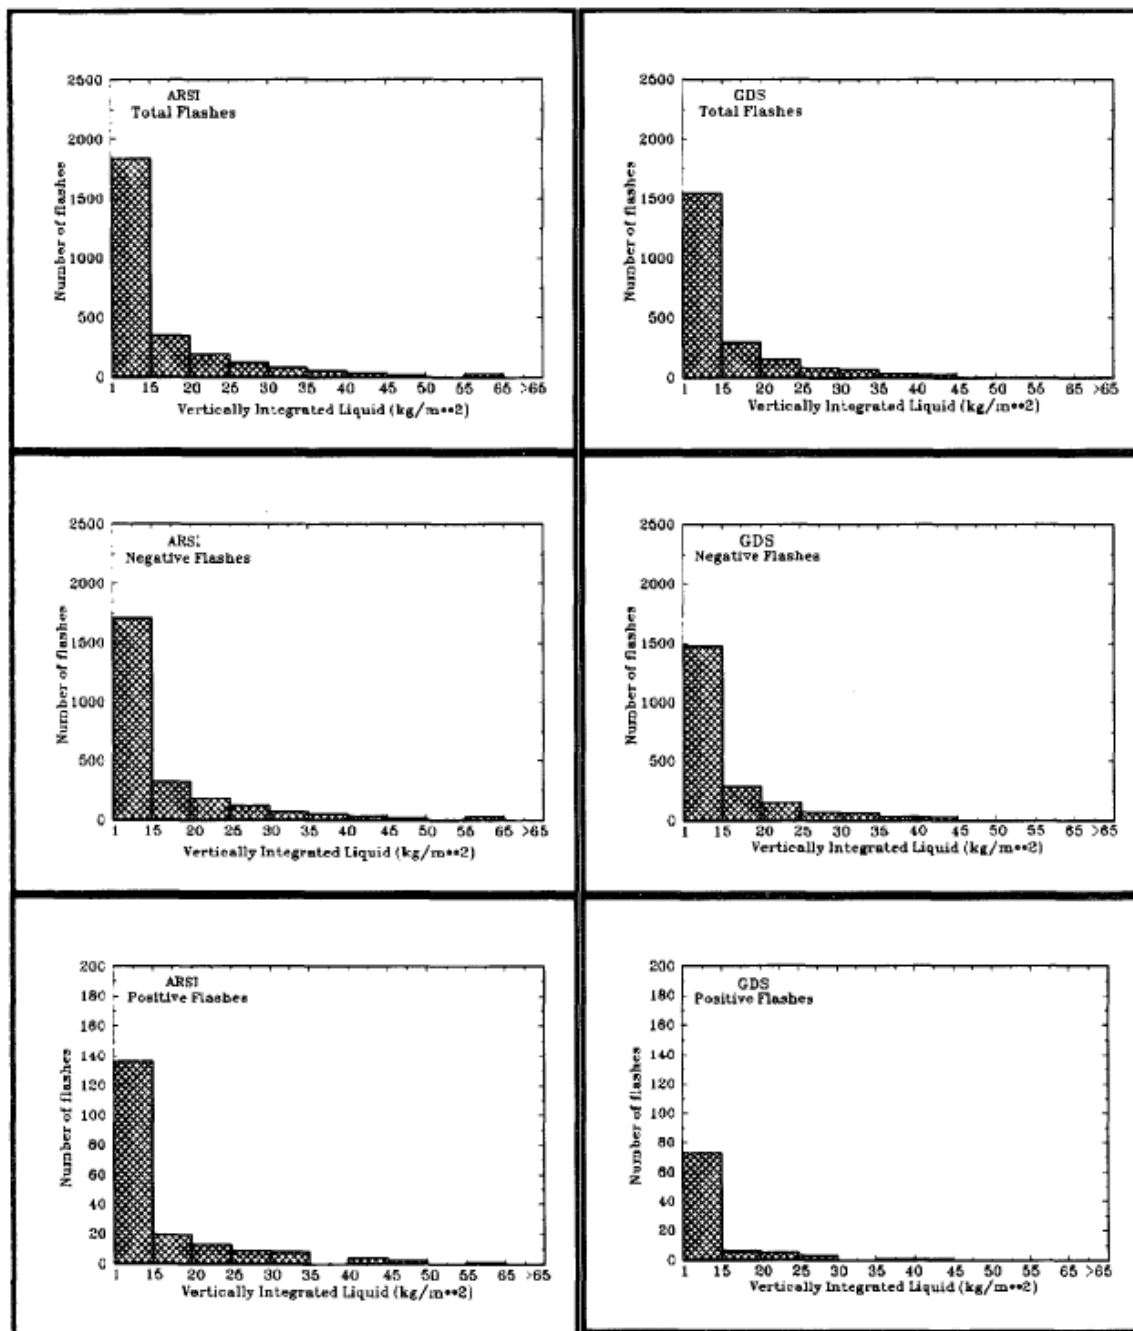 ARSI
Total Flashes
Number of flashes
2500
2000
1500
1000
500
0
1 15 20 25 30 35 40 45 50 55 65 >65
Vertically Integrated Liquid (kg/m**2)
GDS
Total Flashes
Number of flashes
2500
2000
1500
1000
500
0
1 15 20 25 30 35 40 45 50 55 65 >65
Vertically Integrated Liquid (kg/m**2)
ARSI
Negative Flashes
Number of flashes
2500
2000
1500
1000
500
0
1 15 20 25 30 35 40 45 50 55 65 >65
Vertically Integrated Liquid (kg/m**2)
GDS
Negative Flashes
Number of flashes
2500
2000
1500
1000
500
0
1 15 20 25 30 35 40 45 50 55 65 >65
Vertically Integrated Liquid (kg/m**2)
ARSI
Positive Flashes
Number of flashes
200
180
160
140
120
100
80
60
40
20
0
1 15 20 25 30 35 40 45 50 55 65 >65
Vertically Integrated Liquid (kg/m**2)
GDS
Positive Flashes
Number of flashes
200
180
160
140
120
100
80
60
40
20
0
1 15 20 25 30 35 40 45 50 55 65 >65
Vertically Integrated Liquid (kg/m**2)